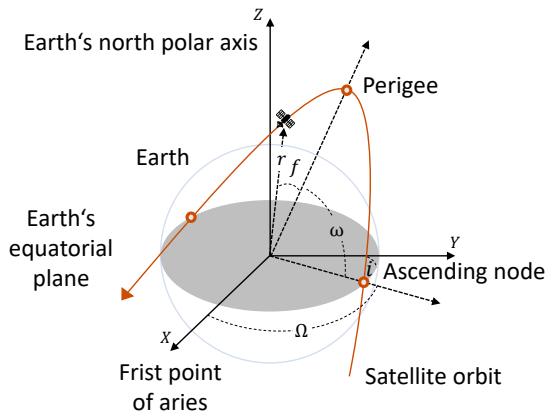 Z
Earth's north polar axis
Perigee
Earth
r
f
Earth's
equatorial
plane
ω
Y
i
Ascending node
X
Ω
Frist point
of aries
Satellite orbit